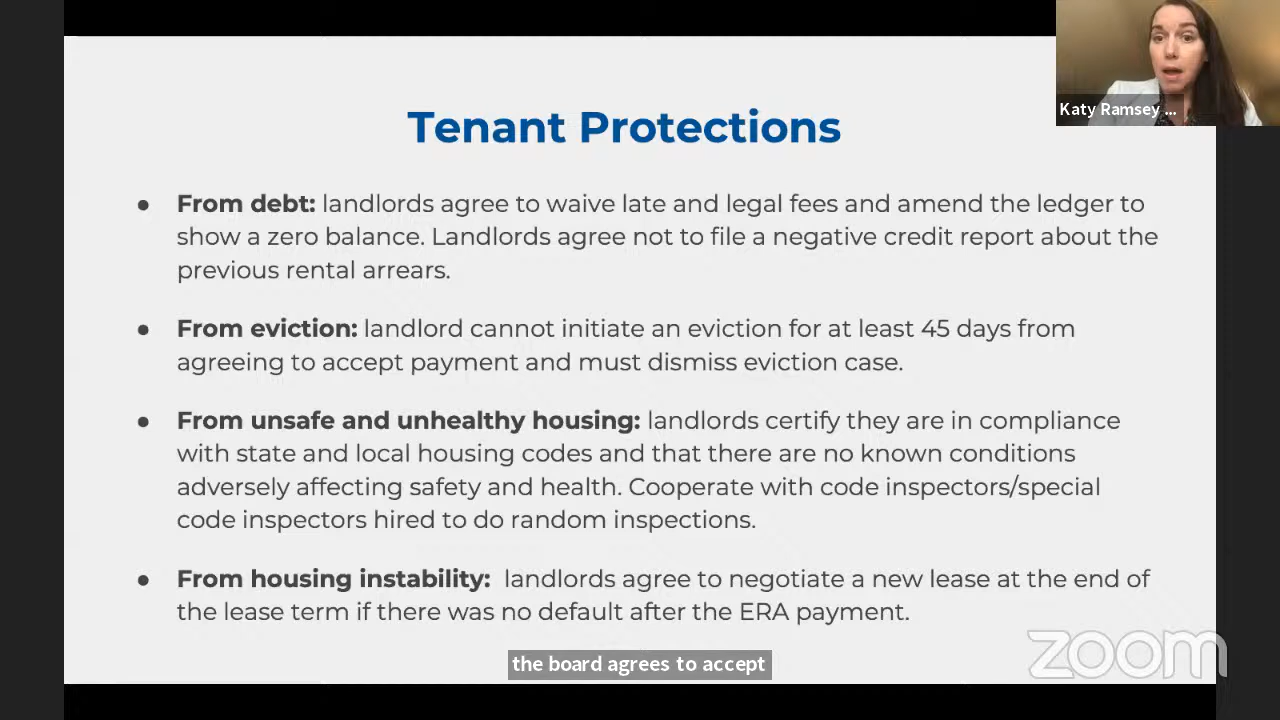 Katy Ramsey ...
Tenant Protections
● From debt: landlords agree to waive late and legal fees and amend the ledger to
show a zero balance. Landlords agree not to file a negative credit report about the
previous rental arrears.
● From eviction: landlord cannot initiate an eviction for at least 45 days from
agreeing to accept payment and must dismiss eviction case.
● From unsafe and unhealthy housing: landlords certify they are in compliance
with state and local housing codes and that there are no known conditions
adversely affecting safety and health. Cooperate with code inspectors/special
code inspectors hired to do random inspections.
● From housing instability: landlords agree to negotiate a new lease at the end of
the lease term if there was no default after the ERA payment.
zoom
the board agrees to accept